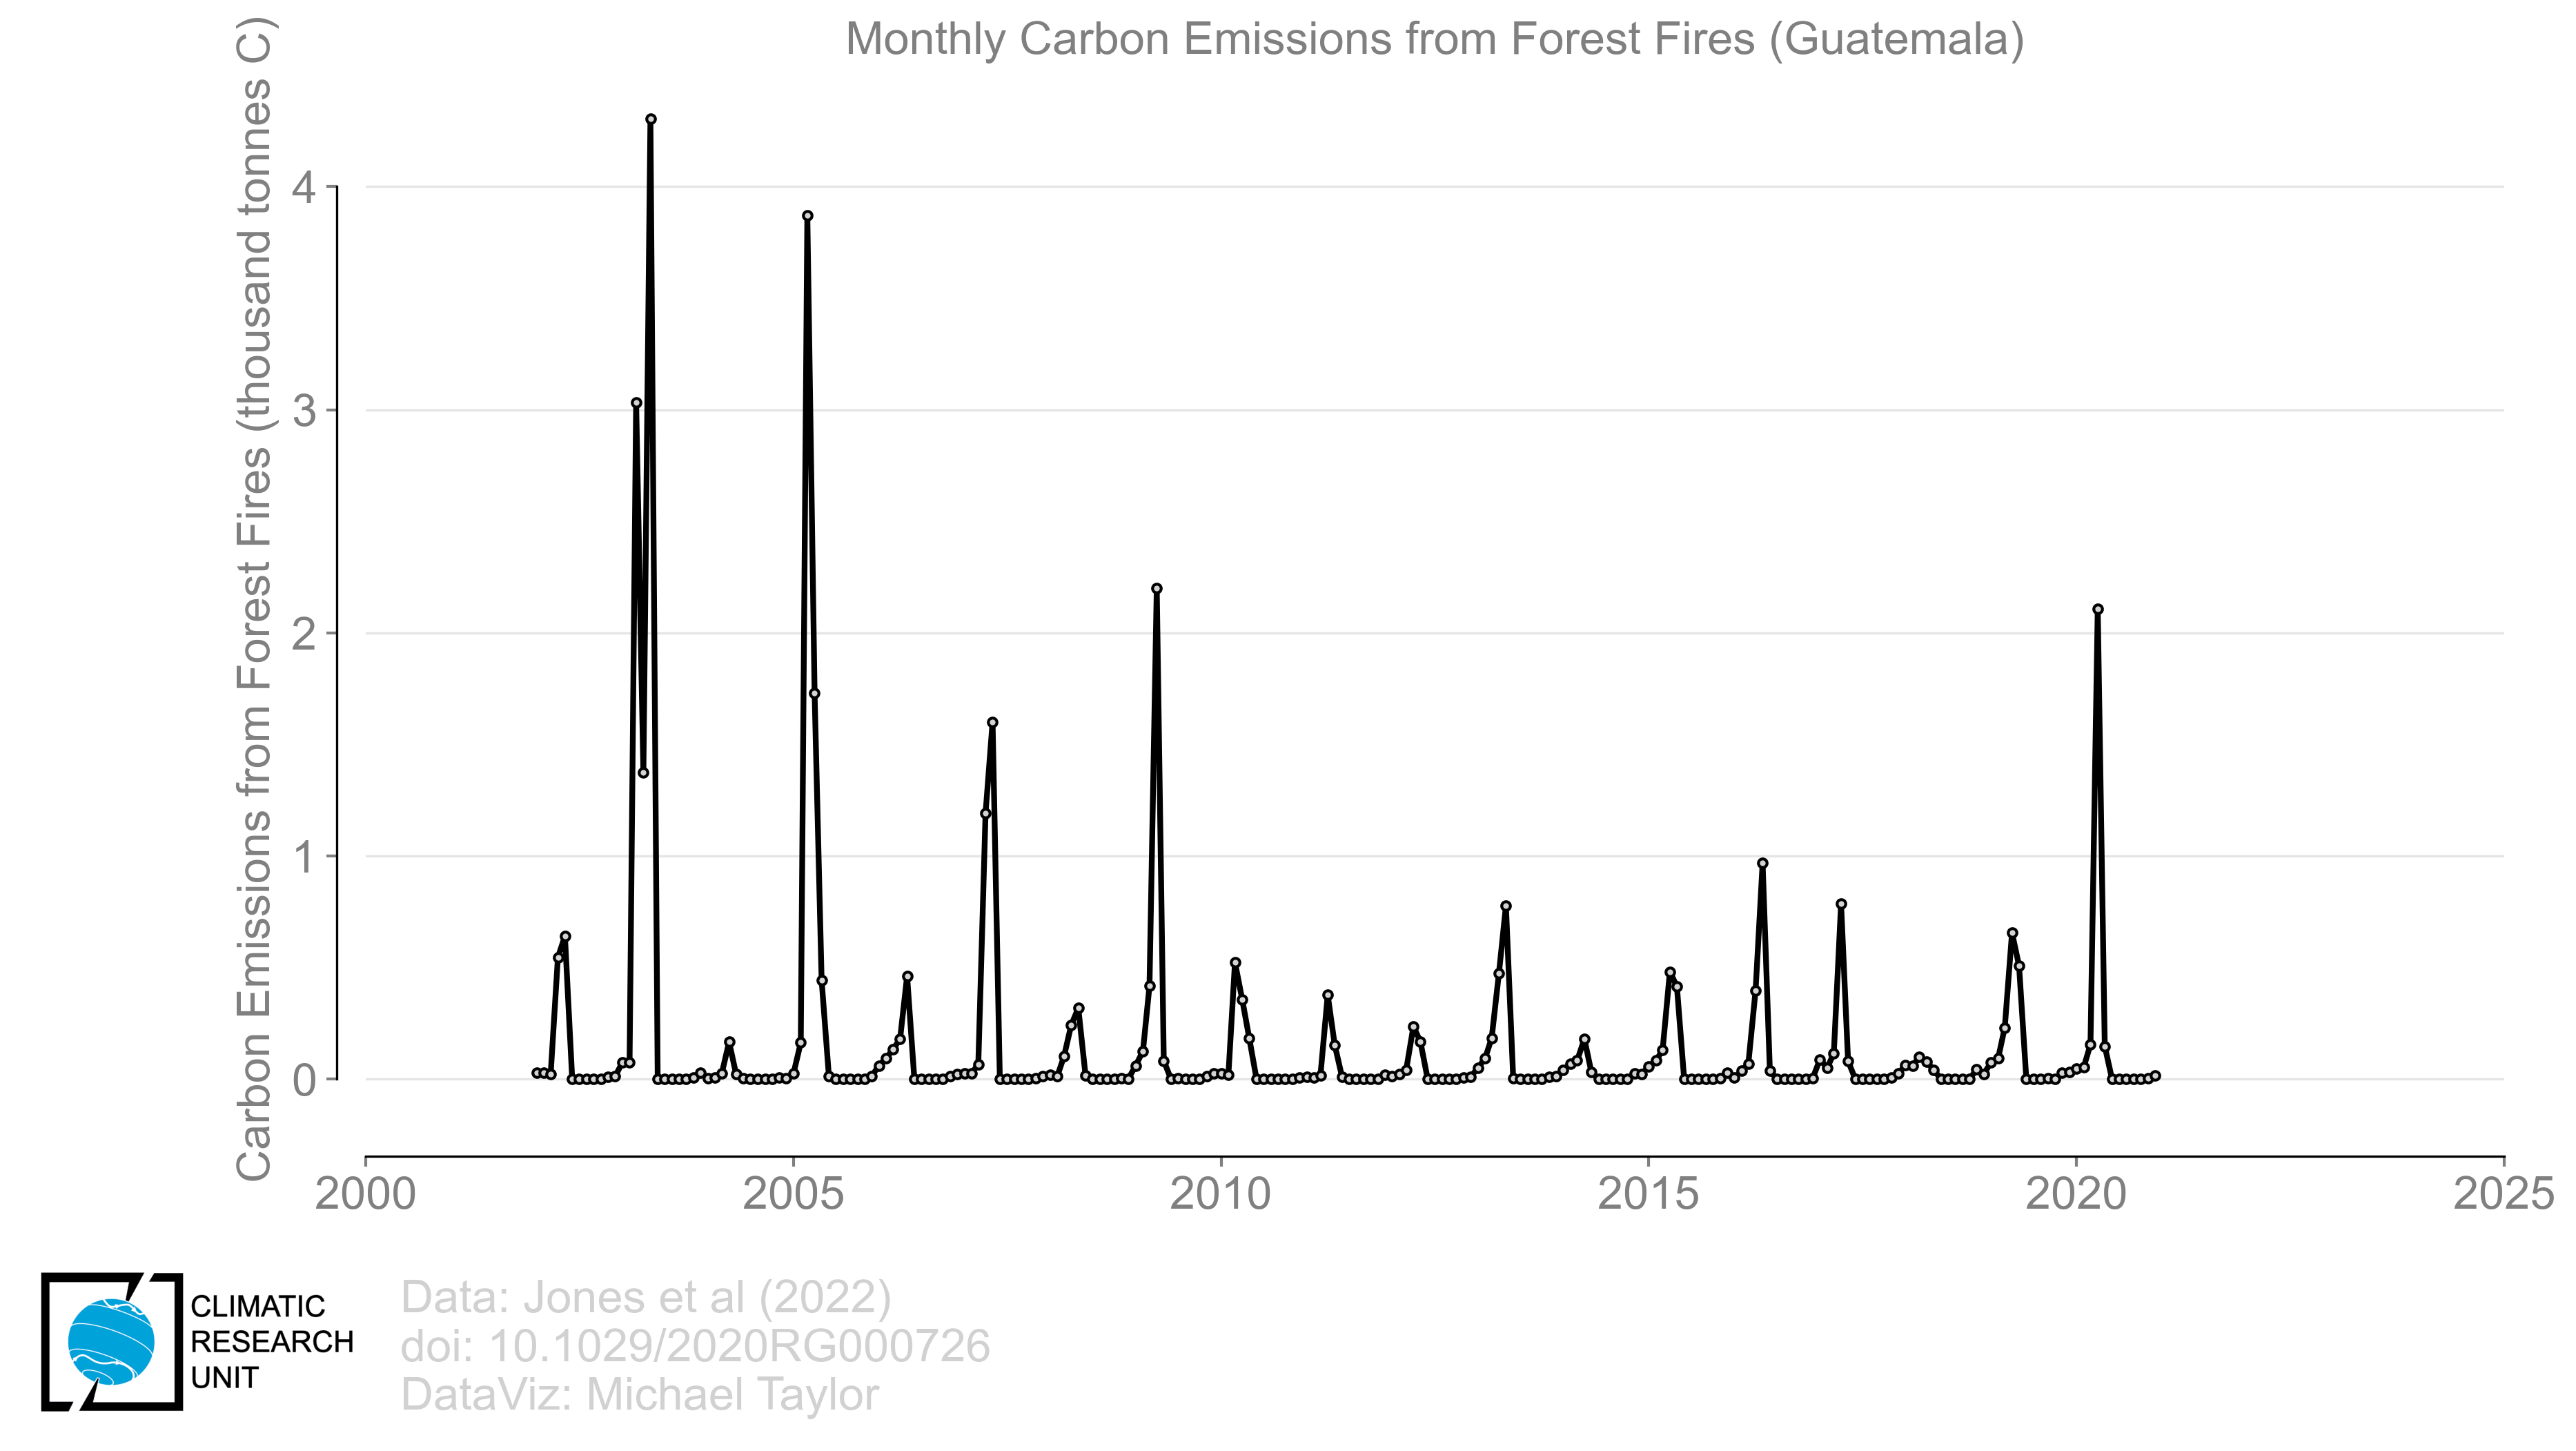 Monthly Carbon Emissions from Forest Fires (Guatemala)
Carbon Emissions from Forest Fires (thousand tonnes C)
4
3
2
1
0
2000
2005
2010
2015
2020
2025
CLIMATIC
RESEARCH
UNIT
Data: Jones et al (2022)
doi: 10.1029/2020RG000726
DataViz: Michael Taylor